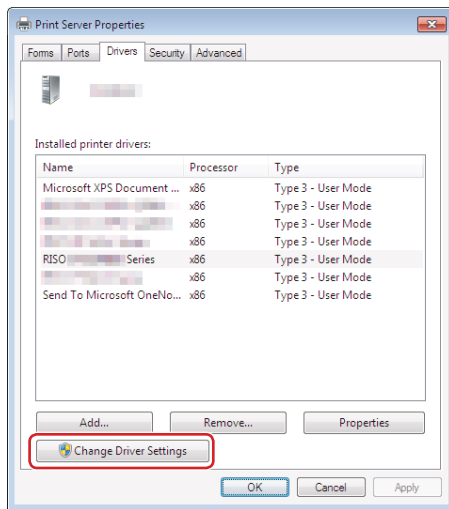 Print Server Properties
Forms Ports Drivers Security Advanced
Installed printer drivers:
Name Processor Type
Microsoft XPS Document ... x86 Type 3 - User Mode
x86 Type 3 - User Mode
x86 Type 3 - User Mode
x86 Type 3 - User Mode
RISO Series x86 Type 3 - User Mode
x86 Type 3 - User Mode
Send To Microsoft OneNo... x86 Type 3 - User Mode
Add... Remove... Properties
Change Driver Settings
OK Cancel Apply